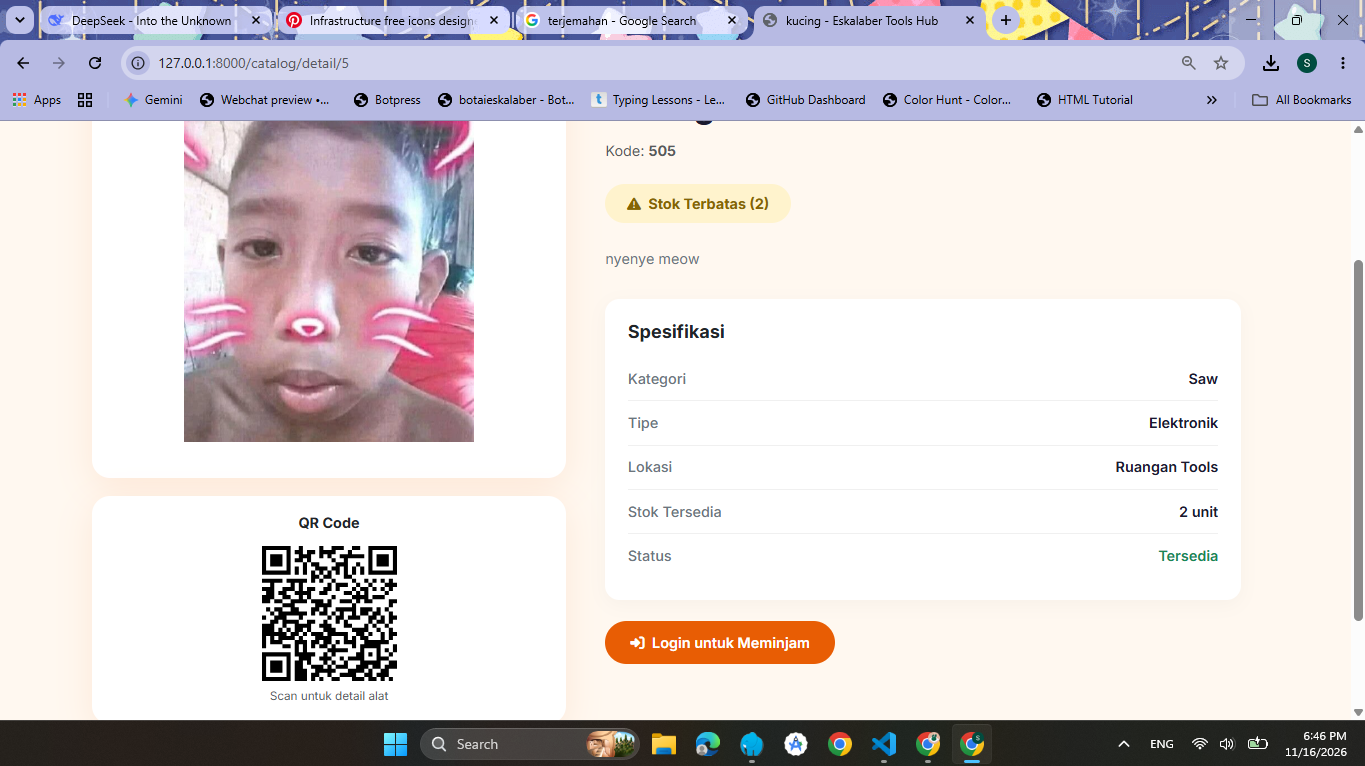 DeepSeek - Into the Unknown
Infrastructure free icons designe
terjemahan - Google Search
kucing - Eskalaber Tools Hub
127.0.0.1:8000/catalog/detail/5
S
Apps
Gemini
Webchat preview •...
Botpress
botaieskalaber - Bot...
Typing Lessons - Le...
GitHub Dashboard
Color Hunt - Color...
HTML Tutorial
All Bookmarks
Kode: 505
Stok Terbatas (2)
nyenye meow
Spesifikasi
Kategori Saw
Tipe Elektronik
Lokasi Ruangan Tools
Stok Tersedia 2 unit
Status Tersedia
Login untuk Meminjam
QR Code
Scan untuk detail alat
Search
ENG
6:46 PM
11/16/2026